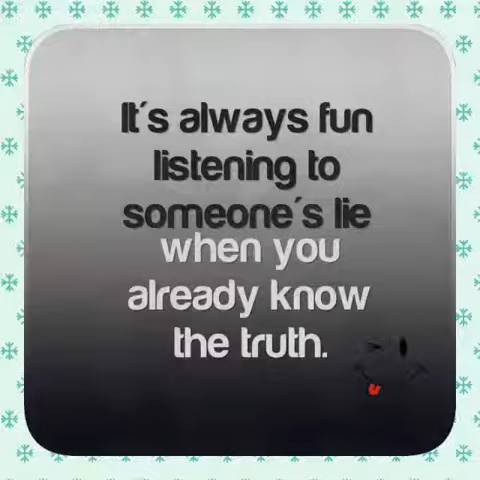 It´s always fun
listening to
someone´s lie
when you
already know
the truth.